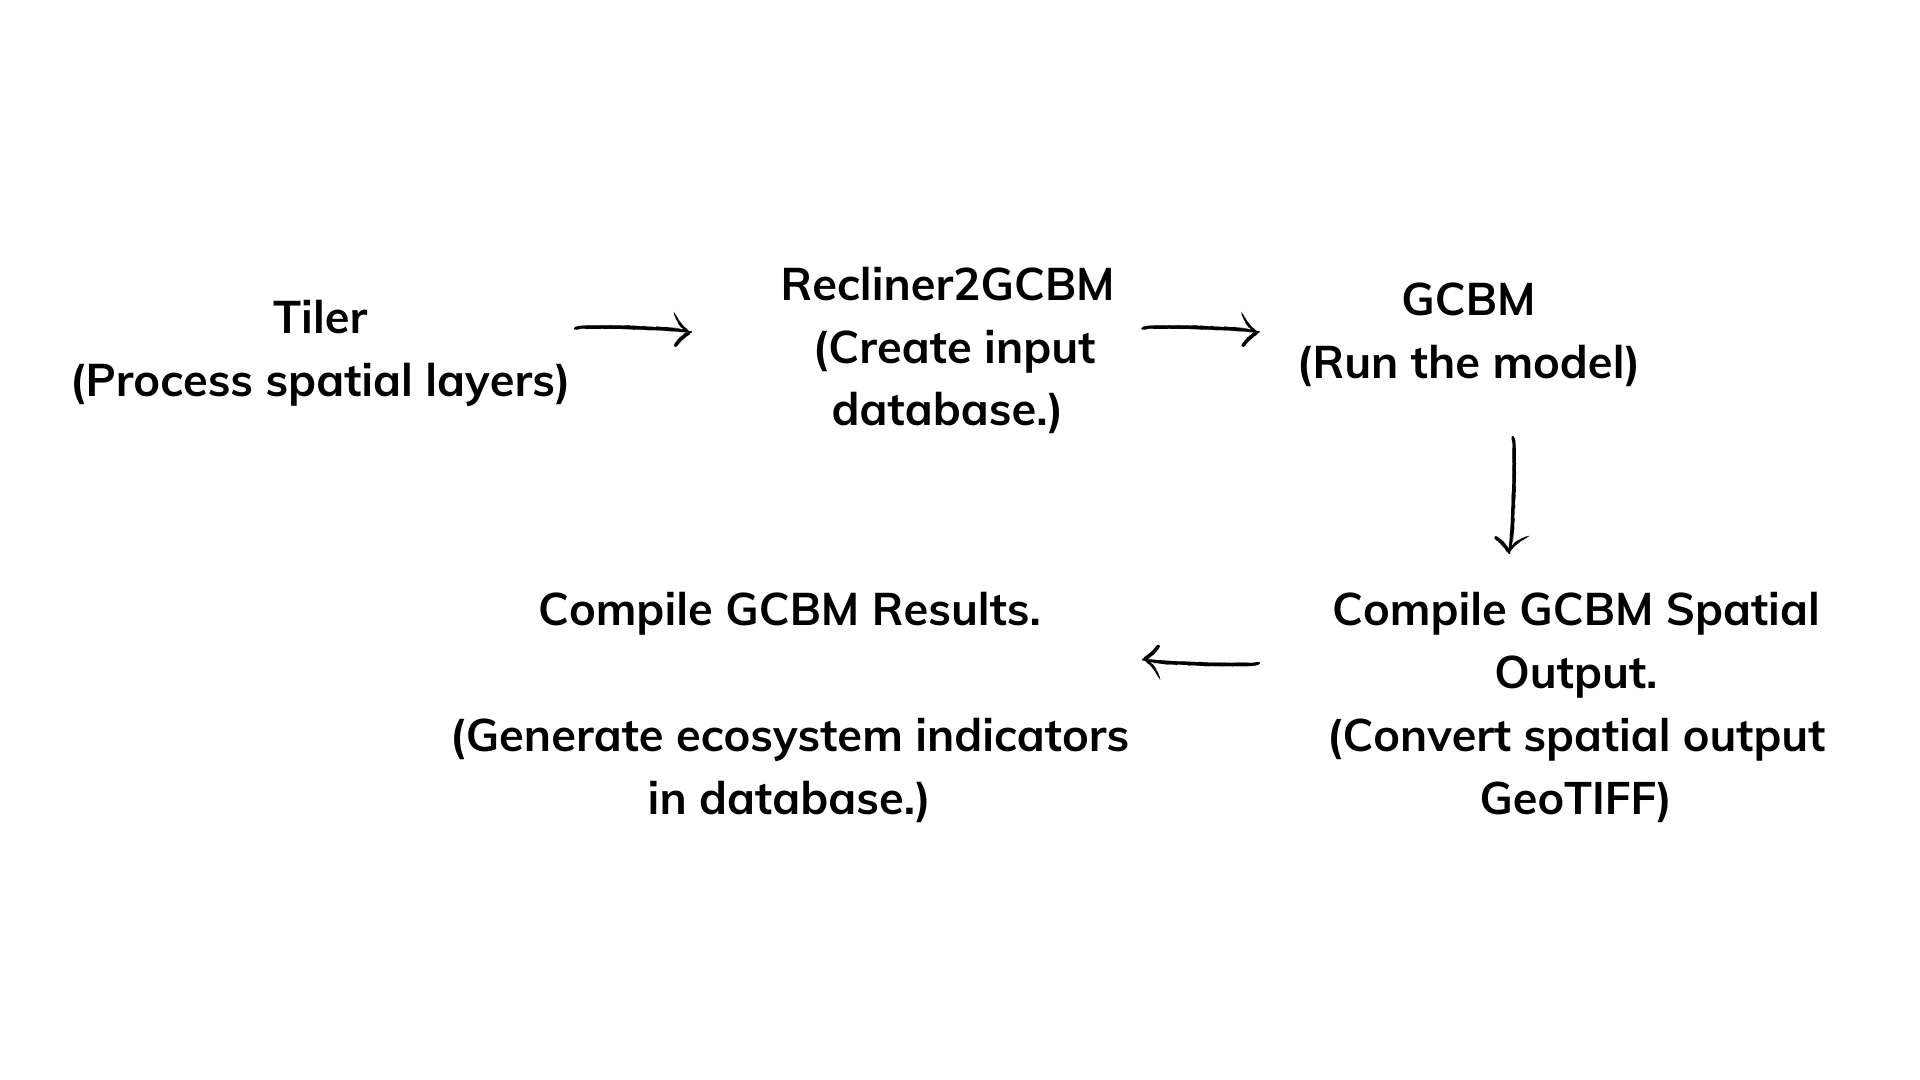 Tiler
(Process spatial layers)
Recliner2GCBM
(Create input
database.)
GCBM
(Run the model)
Compile GCBM Spatial
Output.
(Convert spatial output
GeoTIFF)
Compile GCBM Results.
(Generate ecosystem indicators
in database.)